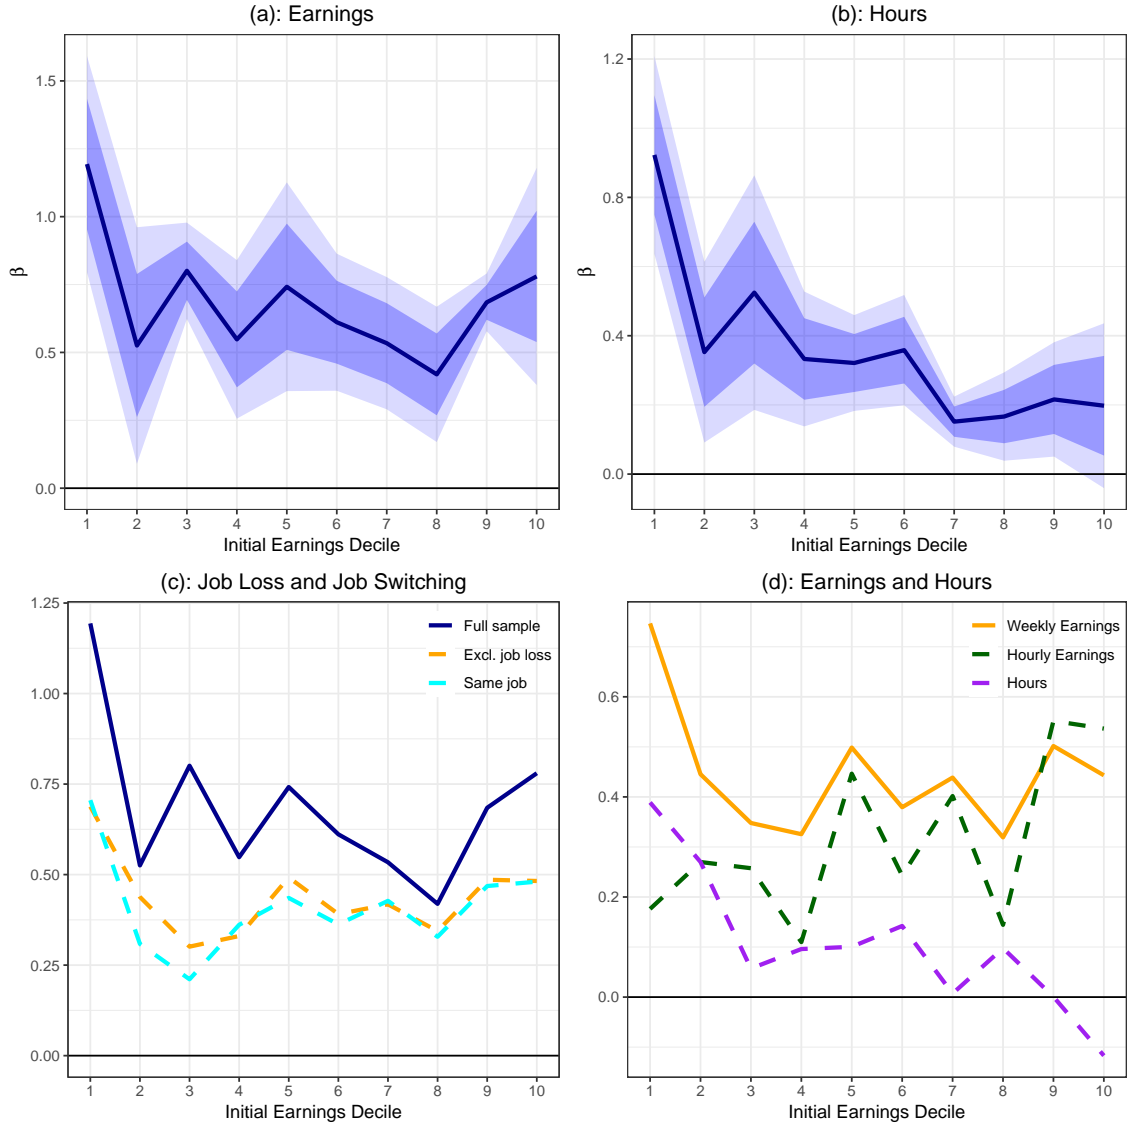 (a): Earnings
β
1.5
1.0
0.5
0.0
1 2 3 4 5 6 7 8 9 10
Initial Earnings Decile
(b): Hours
β
1.2
0.8
0.4
0.0
1 2 3 4 5 6 7 8 9 10
Initial Earnings Decile
(c): Job Loss and Job Switching
1.25
1.00
0.75
0.50
0.25
0.00
Full sample
Excl. job loss
Same job
1 2 3 4 5 6 7 8 9 10
Initial Earnings Decile
(d): Earnings and Hours
0.6
0.4
0.2
0.0
Weekly Earnings
Hourly Earnings
Hours
1 2 3 4 5 6 7 8 9 10
Initial Earnings Decile